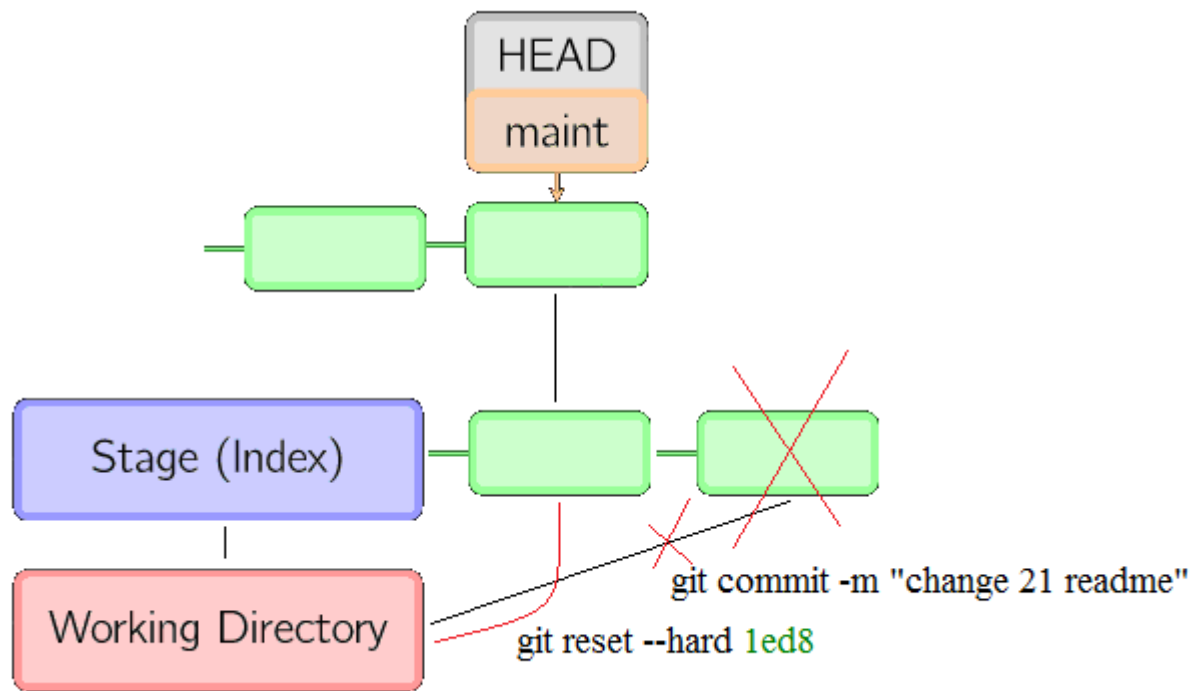 HEAD
maint
Stage (Index)
Working Directory
git commit -m "change 21 readme"
git reset --hard 1ed8